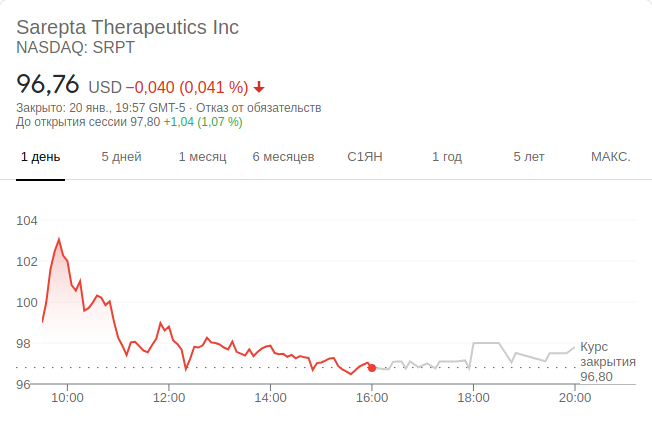 Sarepta Therapeutics Inc
NASDAQ: SRPT
96,76 USD −0,040 (0,041 %)
Закрыто: 20 янв., 19:57 GMT-5 · Отказ от обязательств
До открытия сессии 97,80 +1,04 (1,07 %)
1 день 5 дней 1 месяц 6 месяцев С1ЯН 1 год 5 лет МАКС.
104
102
100
98
96
Курс
закрытия
96,80
10:00 12:00 14:00 16:00 18:00 20:00